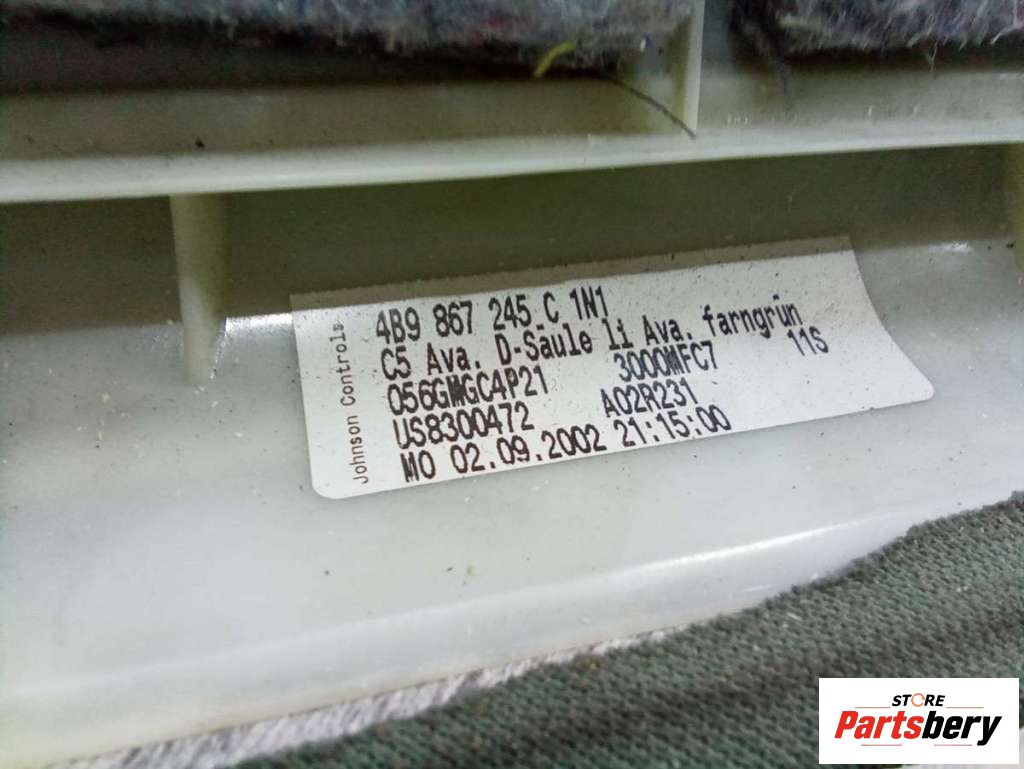 Johnson Controls
4B9 867 245 C 1N1
C5 Ava. D-Säule li Ava. farngrün
056GMGC4P21 3000MFC7 11S
US8300472 A02R231
MO 02.09.2002 21:15:00
STORE
Partsbery